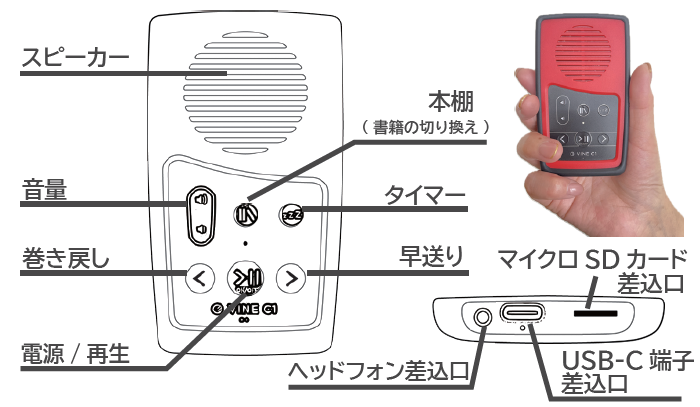 スピーカー
本棚
( 書籍の切り換え )
音量
タイマー
zzZ
巻き戻し
早送り
VINE C1
電源 / 再生
VINE C1
マイクロ SD カード
差込口
ヘッドフォン差込口
USB-C 端子
差込口